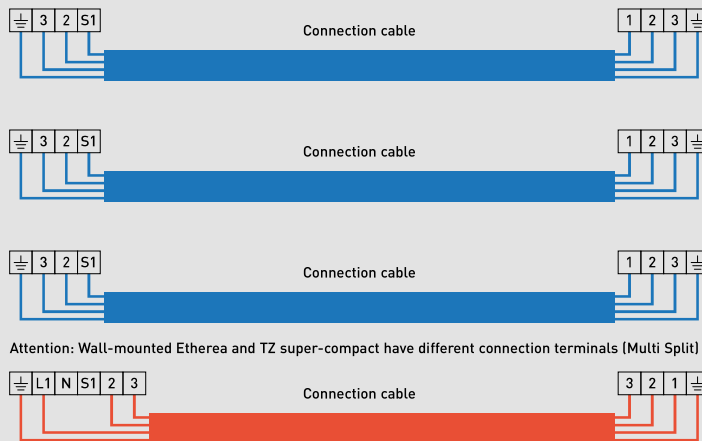 ⏚ 3 2 S1 Connection cable 1 2 3 ⏚
⏚ 3 2 S1 Connection cable 1 2 3 ⏚
⏚ 3 2 S1 Connection cable 1 2 3 ⏚
Attention: Wall-mounted Etherea and TZ super-compact have different connection terminals (Multi Split)
⏚ L1 N S1 2 3 Connection cable 3 2 1 ⏚